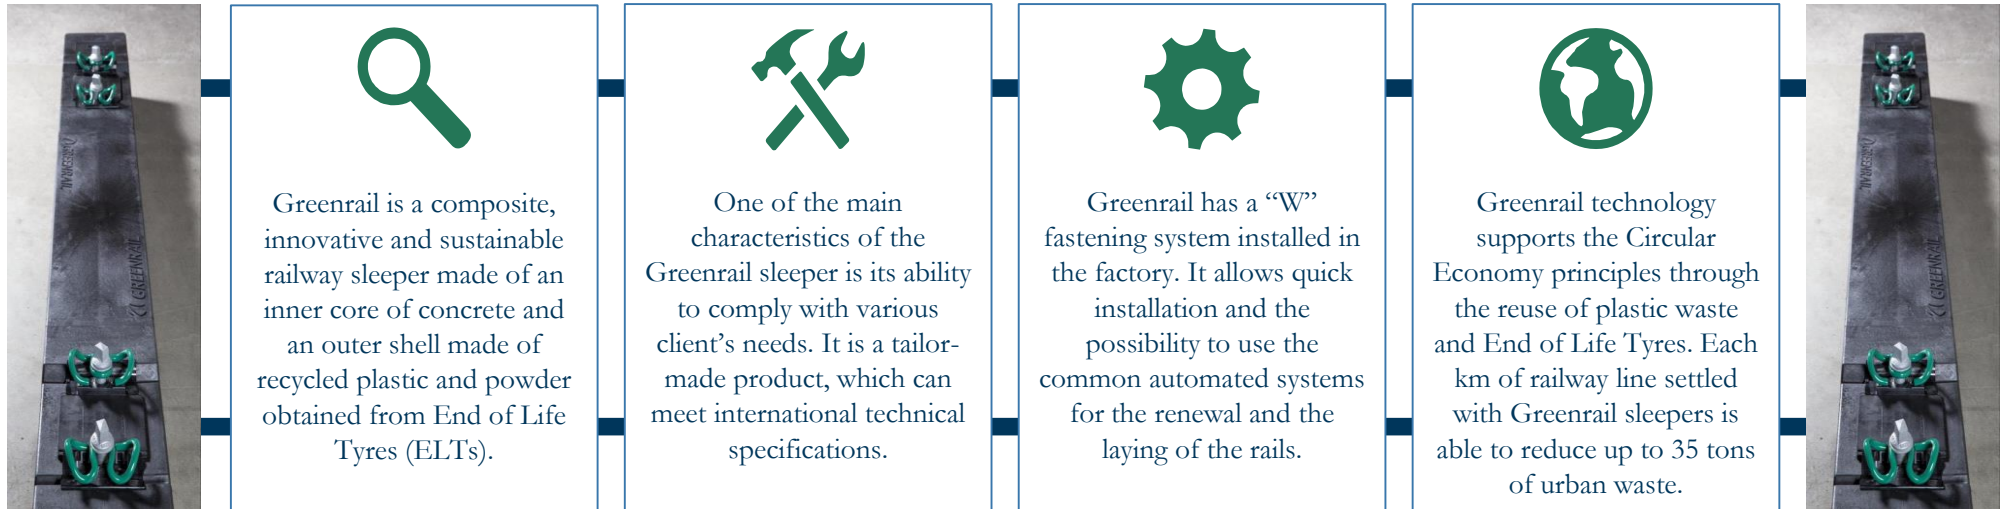 Greenrail is a composite,
innovative and sustainable
railway sleeper made of an
inner core of concrete and
an outer shell made of
recycled plastic and powder
obtained from End of Life
Tyres (ELTs).
One of the main
characteristics of the
Greenrail sleeper is its ability
to comply with various
client’s needs. It is a tailor-
made product, which can
meet international technical
specifications.
Greenrail has a “W”
fastening system installed in
the factory. It allows quick
installation and the
possibility to use the
common automated systems
for the renewal and the
laying of the rails.
Greenrail technology
supports the Circular
Economy principles through
the reuse of plastic waste
and End of Life Tyres. Each
km of railway line settled
with Greenrail sleepers is
able to reduce up to 35 tons
of urban waste.
GREENRAIL
GREENRAIL
GREENRAIL
GREENRAIL